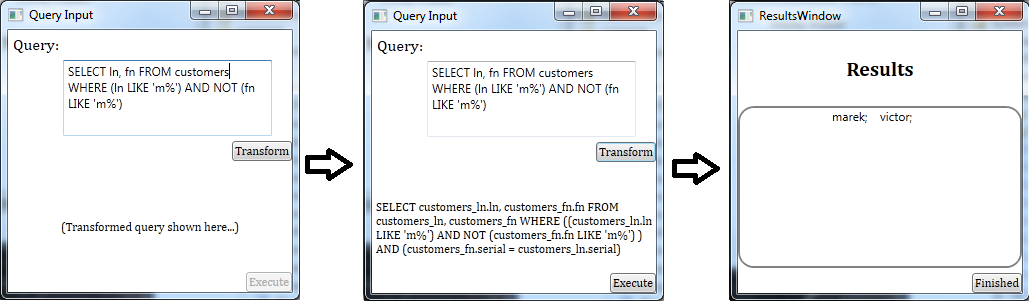 Query Input
Query:
SELECT ln, fn FROM customers
WHERE (ln LIKE 'm%') AND NOT (fn
LIKE 'm%')
Transform
(Transformed query shown here...)
Execute
Query Input
Query:
SELECT ln, fn FROM customers
WHERE (ln LIKE 'm%') AND NOT (fn
LIKE 'm%')
Transform
SELECT customers_ln.ln, customers_fn.fn FROM
customers_ln, customers_fn WHERE ((customers_ln.ln
LIKE 'm%') AND NOT (customers_fn.fn LIKE 'm%') )
AND (customers_fn.serial = customers_ln.serial)
Execute
ResultsWindow
Results
marek; victor;
Finished